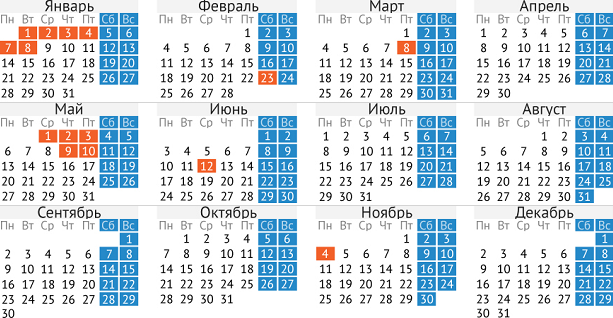 Январь
Пн Вт Ср Чт Пт Сб Вс
1 2 3 4 5 6
7 8 9 10 11 12 13
14 15 16 17 18 19 20
21 22 23 24 25 26 27
28 29 30 31
Февраль
Пн Вт Ср Чт Пт Сб Вс
1 2 3
4 5 6 7 8 9 10
11 12 13 14 15 16 17
18 19 20 21 22 23 24
25 26 27 28
Март
Пн Вт Ср Чт Пт Сб Вс
1 2 3
4 5 6 7 8 9 10
11 12 13 14 15 16 17
18 19 20 21 22 23 24
25 26 27 28 29 30 31
Апрель
Пн Вт Ср Чт Пт Сб Вс
1 2 3 4 5 6 7
8 9 10 11 12 13 14
15 16 17 18 19 20 21
22 23 24 25 26 27 28
29 30
Май
Пн Вт Ср Чт Пт Сб Вс
1 2 3 4 5
6 7 8 9 10 11 12
13 14 15 16 17 18 19
20 21 22 23 24 25 26
27 28 29 30 31
Июнь
Пн Вт Ср Чт Пт Сб Вс
1 2
3 4 5 6 7 8 9
10 11 12 13 14 15 16
17 18 19 20 21 22 23
24 25 26 27 28 29 30
Июль
Пн Вт Ср Чт Пт Сб Вс
1 2 3 4 5 6 7
8 9 10 11 12 13 14
15 16 17 18 19 20 21
22 23 24 25 26 27 28
29 30 31
Август
Пн Вт Ср Чт Пт Сб Вс
1 2 3 4
5 6 7 8 9 10 11
12 13 14 15 16 17 18
19 20 21 22 23 24 25
26 27 28 29 30 31
Сентябрь
Пн Вт Ср Чт Пт Сб Вс
1
2 3 4 5 6 7 8
9 10 11 12 13 14 15
16 17 18 19 20 21 22
23 24 25 26 27 28 29
30
Октябрь
Пн Вт Ср Чт Пт Сб Вс
1 2 3 4 5 6
7 8 9 10 11 12 13
14 15 16 17 18 19 20
21 22 23 24 25 26 27
28 29 30 31
Ноябрь
Пн Вт Ср Чт Пт Сб Вс
1 2 3
4 5 6 7 8 9 10
11 12 13 14 15 16 17
18 19 20 21 22 23 24
25 26 27 28 29 30
Декабрь
Пн Вт Ср Чт Пт Сб Вс
1
2 3 4 5 6 7 8
9 10 11 12 13 14 15
16 17 18 19 20 21 22
23 24 25 26 27 28 29
30 31